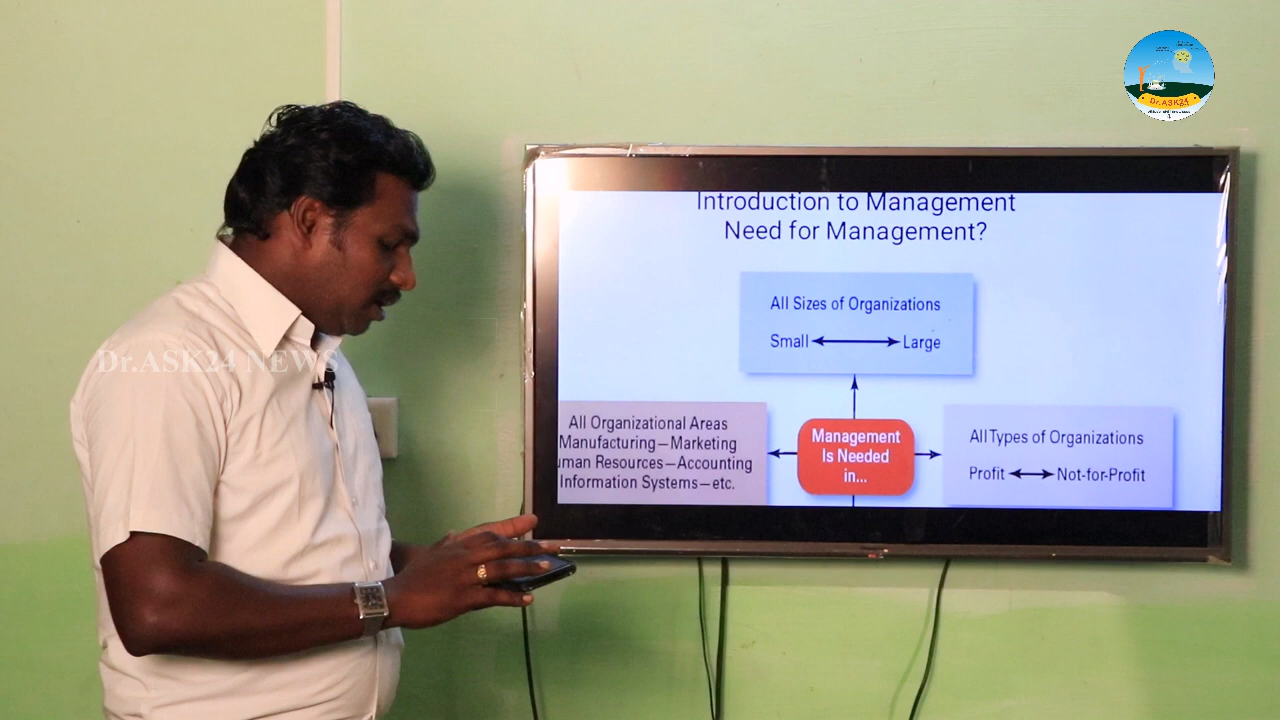 Dr.ASK24
Introduction to Management
Need for Management?
All Sizes of Organizations
Small Large
Dr.ASK24 NEWS
All Organizational Areas
Manufacturing—Marketing
uman Resources—Accounting
Information Systems—etc.
Management
Is Needed
in...
All Types of Organizations
Profit Not-for-Profit